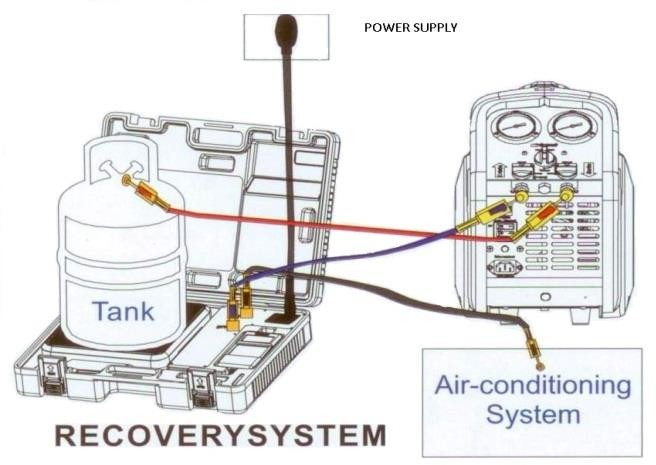 POWER SUPPLY
Tank
Air-conditioning
System
RECOVERYSYSTEM